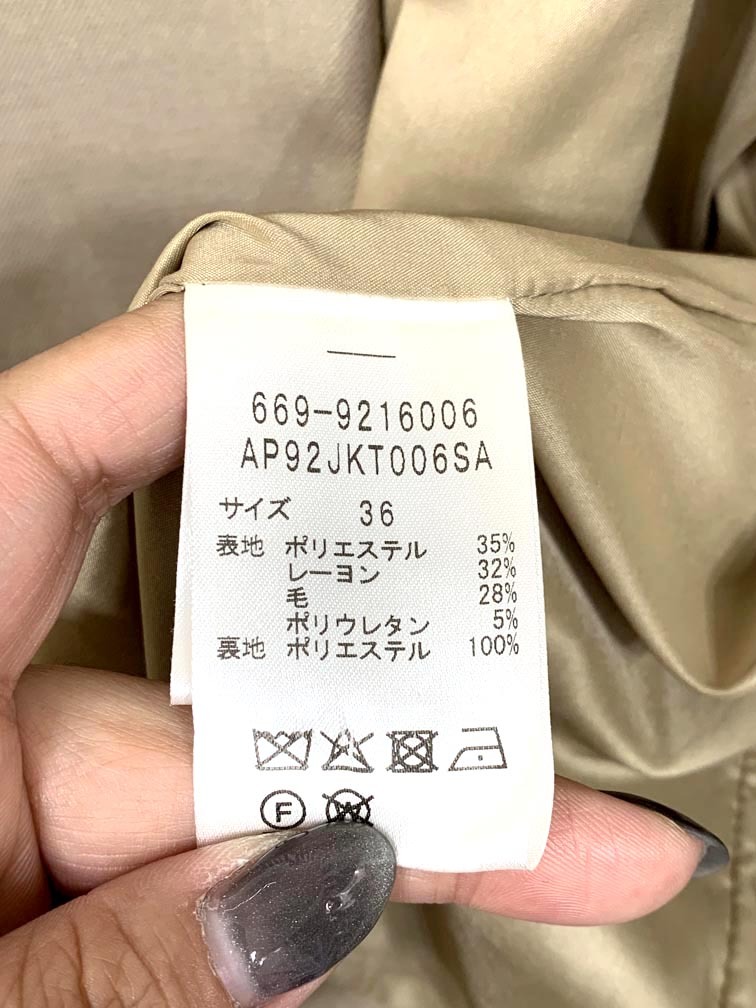 669-9216006
AP92JKT006SA
サイズ 36
表地 ポリエステル 35%
レーヨン 32%
毛 28%
ポリウレタン 5%
裏地 ポリエステル 100%
F W